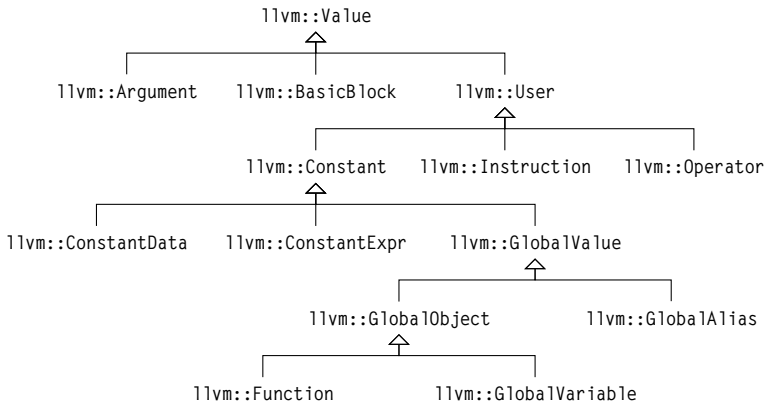 llvm::Value
llvm::Argument llvm::BasicBlock llvm::User
llvm::Constant llvm::Instruction llvm::Operator
llvm::ConstantData llvm::ConstantExpr llvm::GlobalValue
llvm::GlobalObject llvm::GlobalAlias
llvm::Function llvm::GlobalVariable